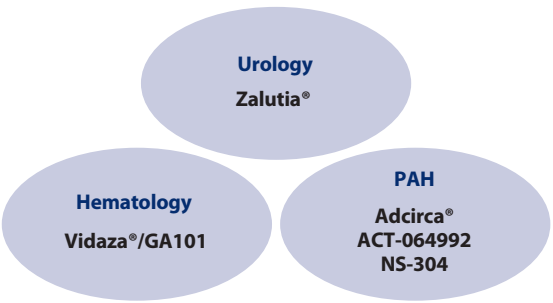 Urology
Zalutia®
Hematology
Vidaza®/GA101
PAH
Adcirca®
ACT-064992
NS-304